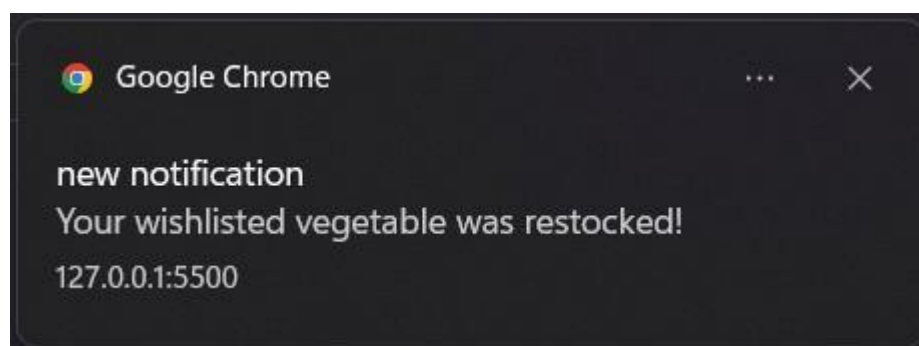 Google Chrome
new notification
Your wishlisted vegetable was restocked!
127.0.0.1:5500